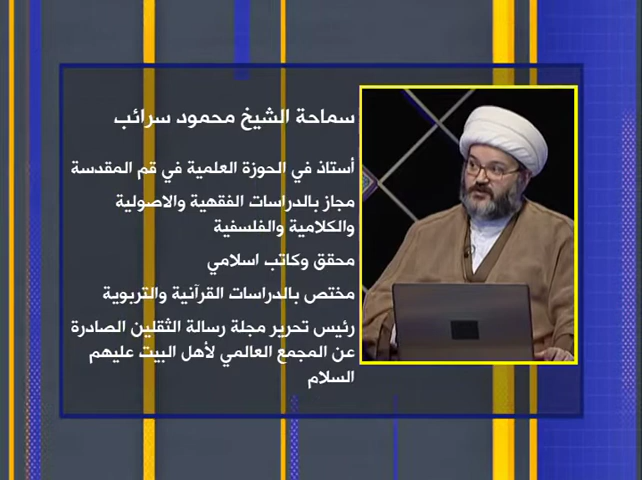 سماحة الشيخ محمود سرائب
أستاذ في الحوزة العلمية في قم المقدسة
مجاز بالدراسات الفقهية والاصولية
والكلامية والفلسفية
محقق وكاتب اسلامي
مختص بالدراسات القرآنية والتربوية
رئيس تحرير مجلة رسالة الثقلين الصادرة
عن المجمع العالمي لأهل البيت عليهم
السلام